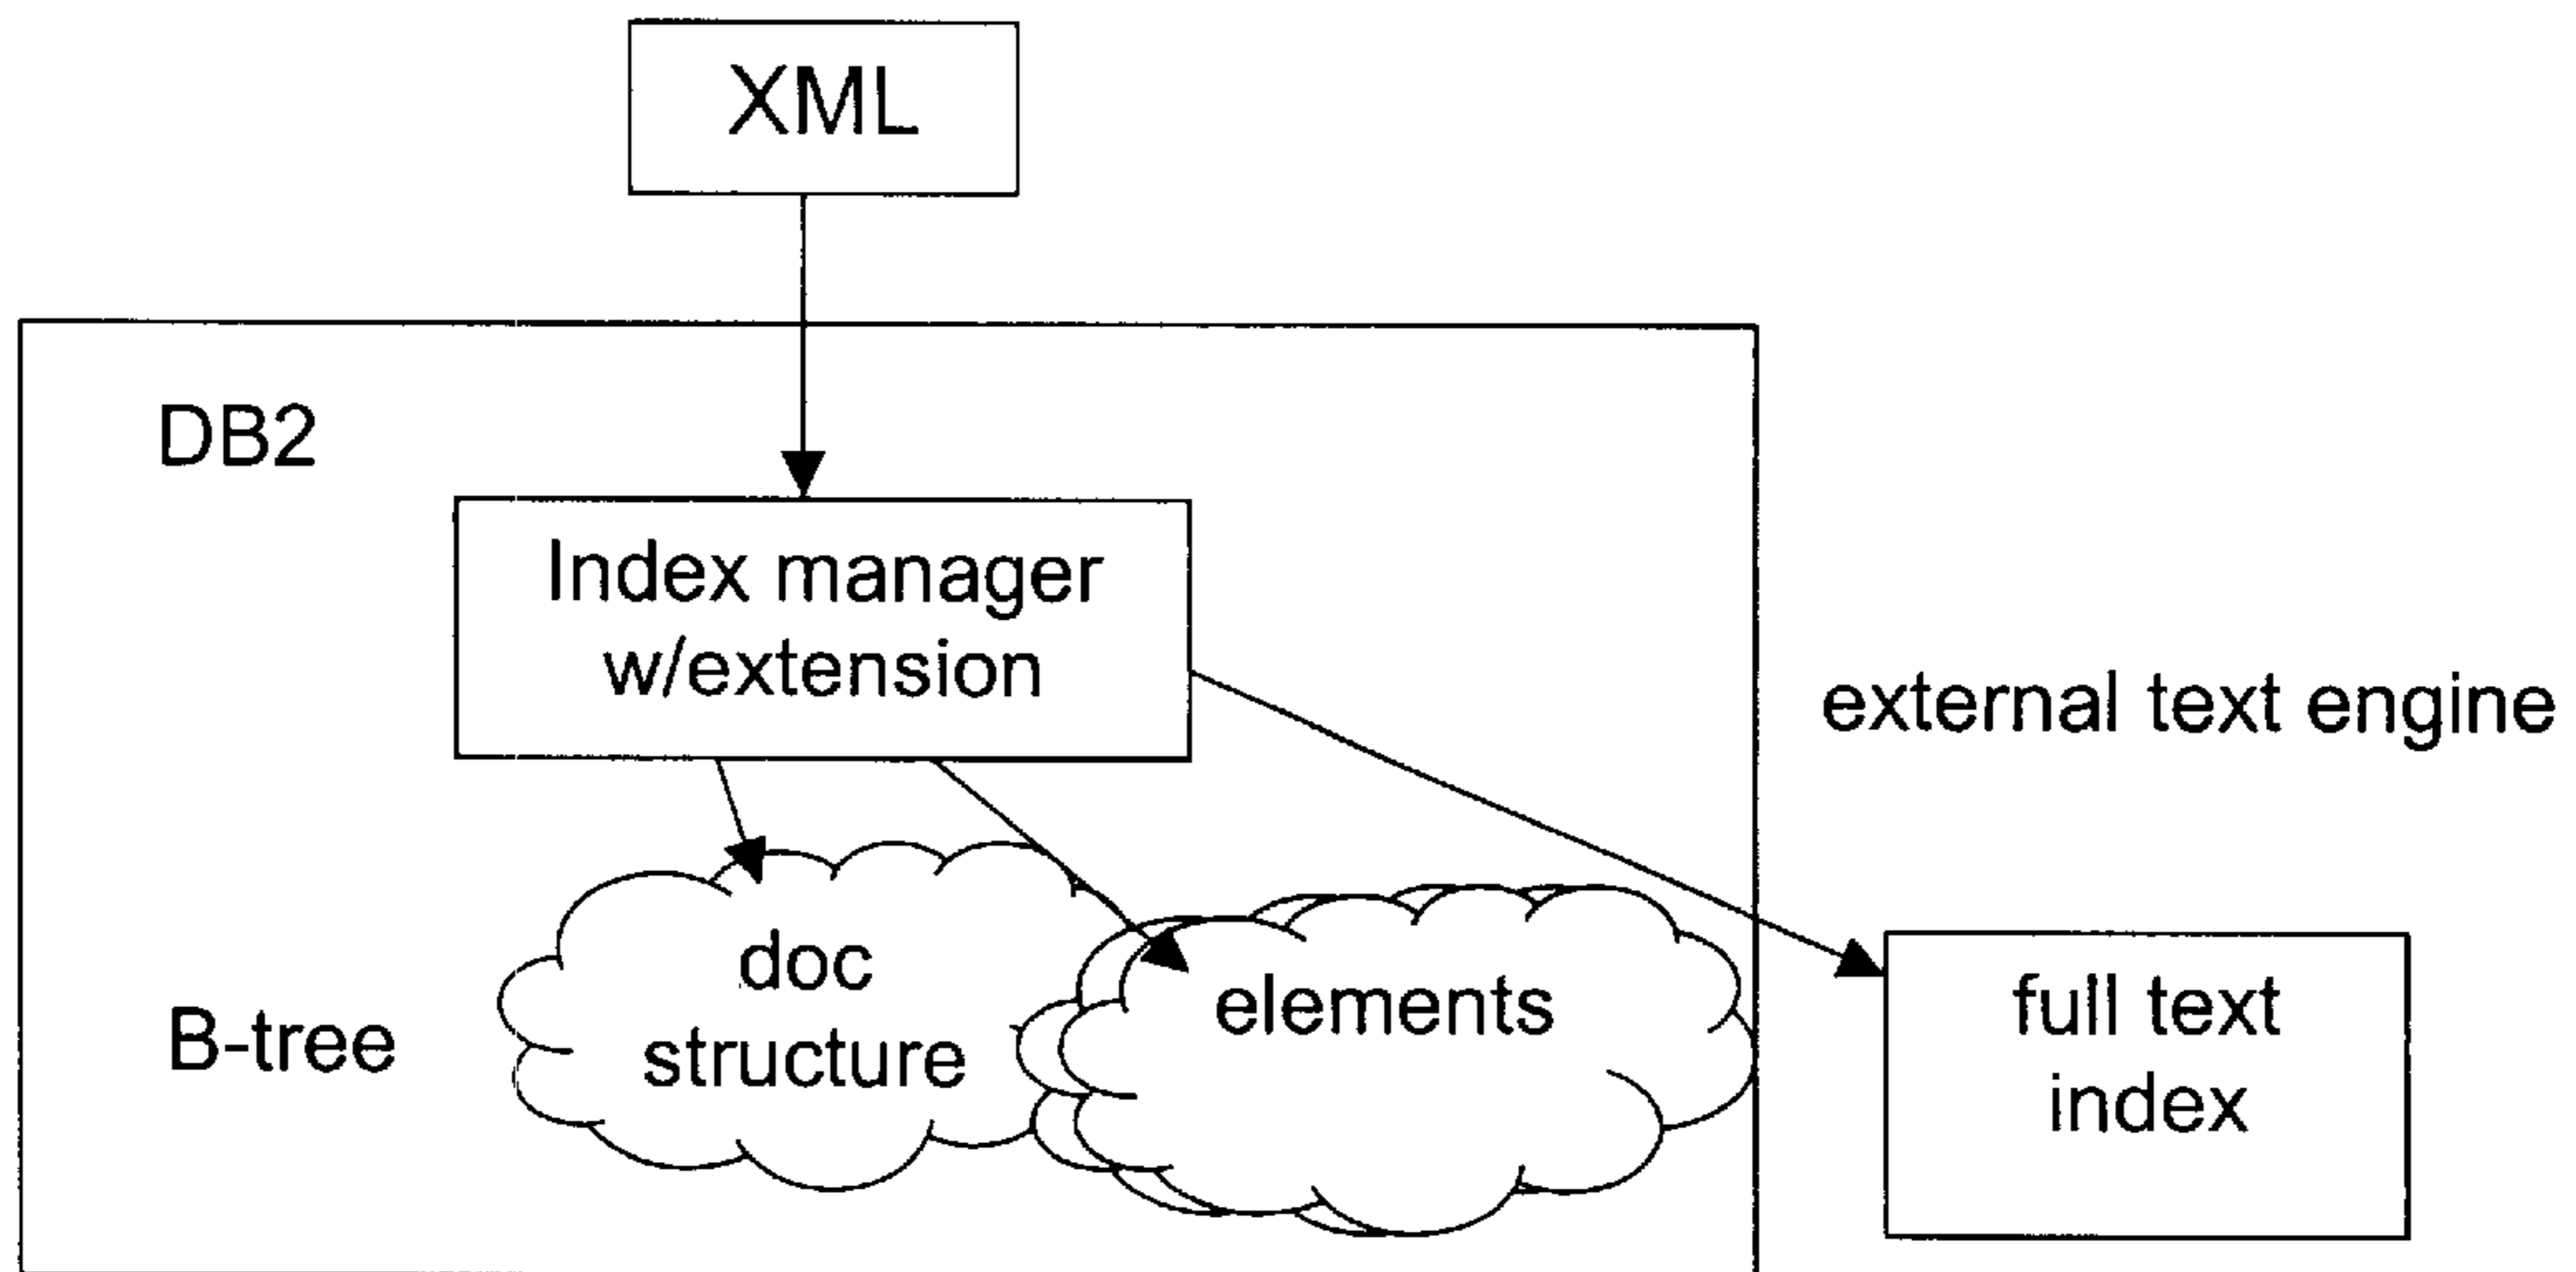 XML
DB2
Index manager
w/extension
external text engine
doc
structure
elements
B-tree
full text
index